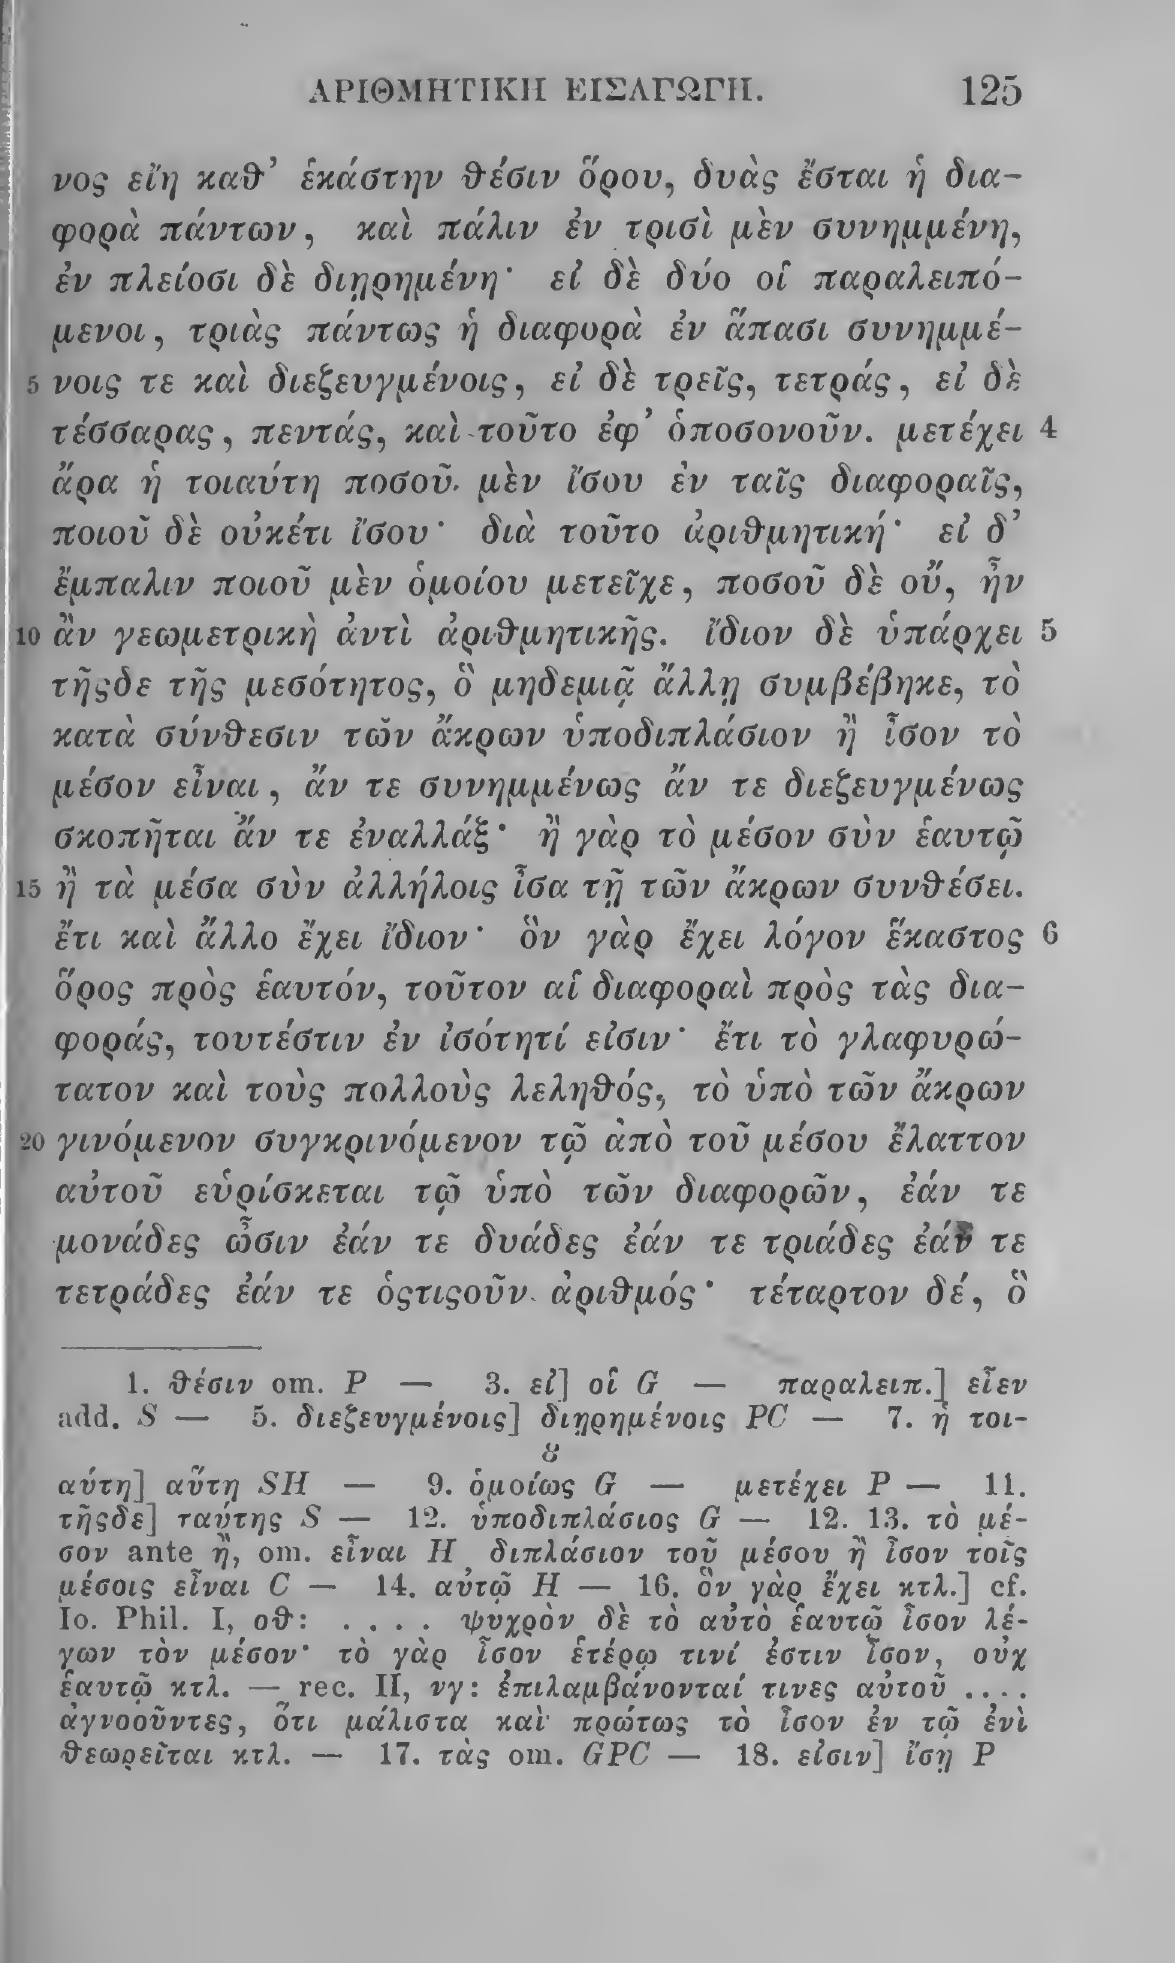 ΑΡΙΘΜΗΤΙΚΗ ΕΙΣΑΓΩΓΗ. 125
νος εἴη καθ’ ἑκάστην θέσιν ὅρου, δυὰς ἔσται ἡ δια-
φορὰ πάντων, καὶ πάλιν ἐν τρισὶ μὲν συνημμένη,
ἐν πλείοσι δὲ διῃρημένη· εἰ δὲ δύο οἱ παραλειπό-
μενοι, τριὰς πάντως ἡ διαφορὰ ἐν ἅπασι συνημμέ-
5 νοις τε καὶ διεζευγμένοις, εἰ δὲ τρεῖς, τετράς, εἰ δὲ
τέσσαρας, πεντάς, καὶ τοῦτο ἐφ’ ὁποσονοῦν. μετέχει 4
ἄρα ἡ τοιαύτη ποσοῦ μὲν ἴσου ἐν ταῖς διαφοραῖς,
ποιοῦ δὲ οὐκέτι ἴσου· διὰ τοῦτο ἀριθμητική· εἰ δ’
ἔμπαλιν ποιοῦ μὲν ὁμοίου μετεῖχε, ποσοῦ δὲ οὔ, ἦν
10 ἂν γεωμετρικὴ ἀντὶ ἀριθμητικῆς. ἴδιον δὲ ὑπάρχει 5
τῆςδε τῆς μεσότητος, ὃ μηδεμιᾷ ἄλλῃ συμβέβηκε, τὸ
κατὰ σύνθεσιν τῶν ἄκρων ὑποδιπλάσιον ἢ ἶσον τὸ
μέσον εἶναι, ἄν τε συνημμένως ἄν τε διεζευγμένως
σκοπῆται ἄν τε ἐναλλάξ· ἢ γὰρ τὸ μέσον σὺν ἑαυτῷ
15 ἢ τὰ μέσα σὺν ἀλλήλοις ἶσα τῇ τῶν ἄκρων συνθέσει.
ἔτι καὶ ἄλλο ἔχει ἴδιον· ὃν γὰρ ἔχει λόγον ἕκαστος 6
ὅρος πρὸς ἑαυτόν, τοῦτον αἱ διαφοραὶ πρὸς τὰς δια-
φοράς, τουτέστιν ἐν ἰσότητί εἰσιν· ἔτι τὸ γλαφυρώ-
τατον καὶ τοὺς πολλοὺς λεληθός, τὸ ὑπὸ τῶν ἄκρων
20 γινόμενον συγκρινόμενον τῷ ἀπὸ τοῦ μέσου ἔλαττον
αὐτοῦ εὑρίσκεται τῷ ὑπὸ τῶν διαφορῶν, ἐάν τε
μονάδες ὦσιν ἐάν τε δυάδες ἐάν τε τριάδες ἐάν τε
τετράδες ἐάν τε ὁςτιςοῦν ἀριθμός· τέταρτον δέ, ὃ
1. θέσιν om. P — 3. εἰ] οἱ G — παραλειπ.] εἶεν
add. S — 5. διεζευγμένοις] διῃρημένοις PC — 7. ἡ τοι-
αύτη] αὕτη SH — 9. ὁμοίως G — μετέχει P — 11.
τῆςδε] ταύτης S — 12. ὑποδιπλάσιος G — 12. 13. τὸ μέ-
σον ante ἢ, om. εἶναι H διπλάσιον τοῦ μέσου ἢ ἶσον τοῖς
μέσοις εἶναι C — 14. αὑτῷ H — 16. ὃν γὰρ ἔχει κτλ.] cf.
Io. Phil. I, οθ: . . . . ψυχρὸν δὲ τὸ αὐτὸ ἑαυτῷ ἶσον λέ-
γων τὸν μέσον· τὸ γὰρ ἶσον ἑτέρῳ τινί ἐστιν ἶσον, οὐχ
ἑαυτῷ κτλ. — rec. II, νγ: ἐπιλαμβάνονταί τινες αὐτοῦ . . . .
ἀγνοοῦντες, ὅτι μάλιστα καὶ πρώτως τὸ ἶσον ἐν τῷ ἑνὶ
θεωρεῖται κτλ. — 17. τὰς om. GPC — 18. εἰσιν] ἴσῃ P